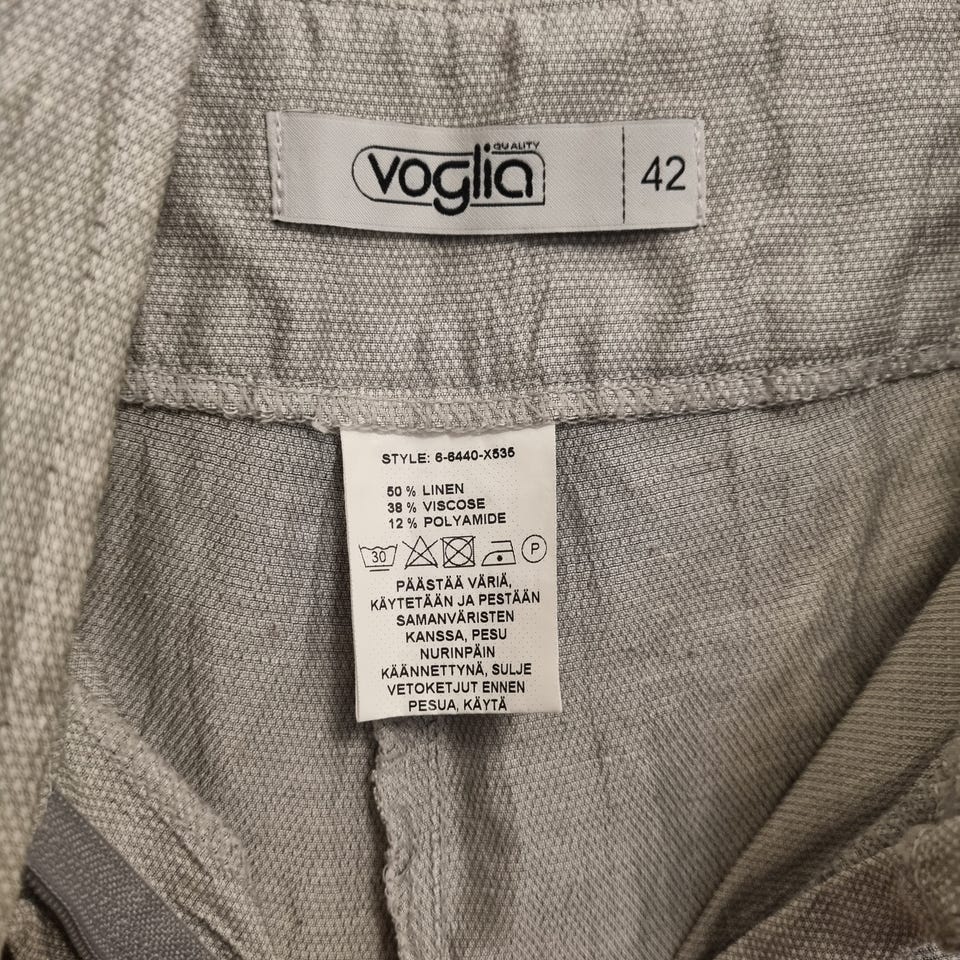 QUALITY
voglia
42
STYLE: 6-6440-X535
50 % LINEN
38 % VISCOSE
12 % POLYAMIDE
30 P
PÄÄSTÄÄ VÄRIÄ,
KÄYTETÄÄN JA PESTÄÄN
SAMANVÄRISTEN
KANSSA, PESU
NURINPÄIN
KÄÄNNETTYNÄ, SULJE
VETOKETJUT ENNEN
PESUA, KÄYTÄ